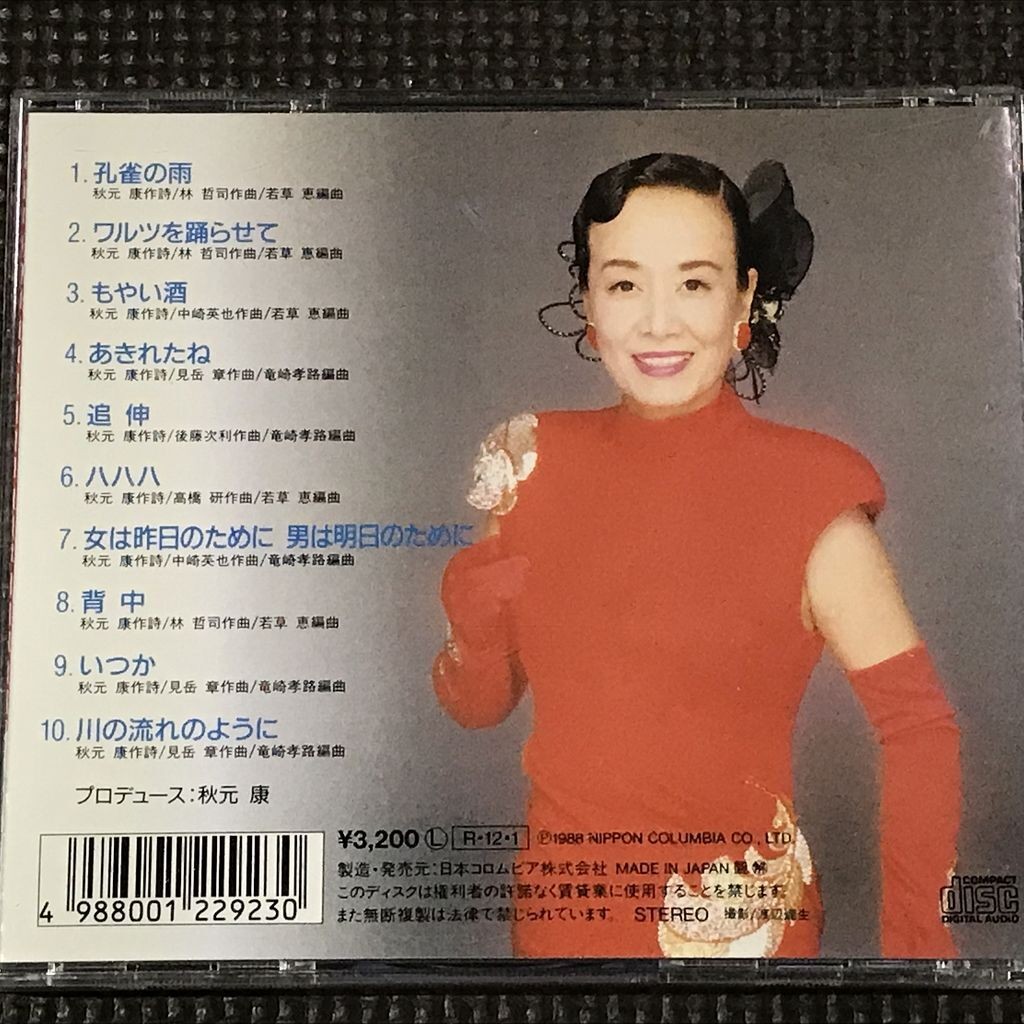 1. 孔雀の雨
秋元 康作詩/林 哲司作曲/若草 恵編曲
2. ワルツを踊らせて
秋元 康作詩/林 哲司作曲/若草 恵編曲
3. もやい酒
秋元 康作詩/中崎英也作曲/若草 恵編曲
4. あきれたね
秋元 康作詩/見岳 章作曲/竜崎孝路編曲
5. 追 伸
秋元 康作詩/後藤次利作曲/竜崎孝路編曲
6. ハハハ
秋元 康作詩/高橋 研作曲/若草 恵編曲
7. 女は昨日のために 男は明日のために
秋元 康作詩/中崎英也作曲/竜崎孝路編曲
8. 背 中
秋元 康作詩/林 哲司作曲/若草 恵編曲
9. いつか
秋元 康作詩/見岳 章作曲/竜崎孝路編曲
10. 川の流れのように
秋元 康作詩/見岳 章作曲/竜崎孝路編曲
プロデュース:秋元 康
4 988001 229230
¥3,200 Ⓛ R・12・1 Ⓟ1988 NIPPON COLUMBIA CO., LTD.
製造・発売元:日本コロムビア株式会社 MADE IN JAPAN
このディスクは権利者の許諾なく賃貸業に使用することを禁じます。
また無断複製は法律で禁じられています。 STEREO 撮影/渡辺達生
COMPACT
disc
DIGITAL AUDIO